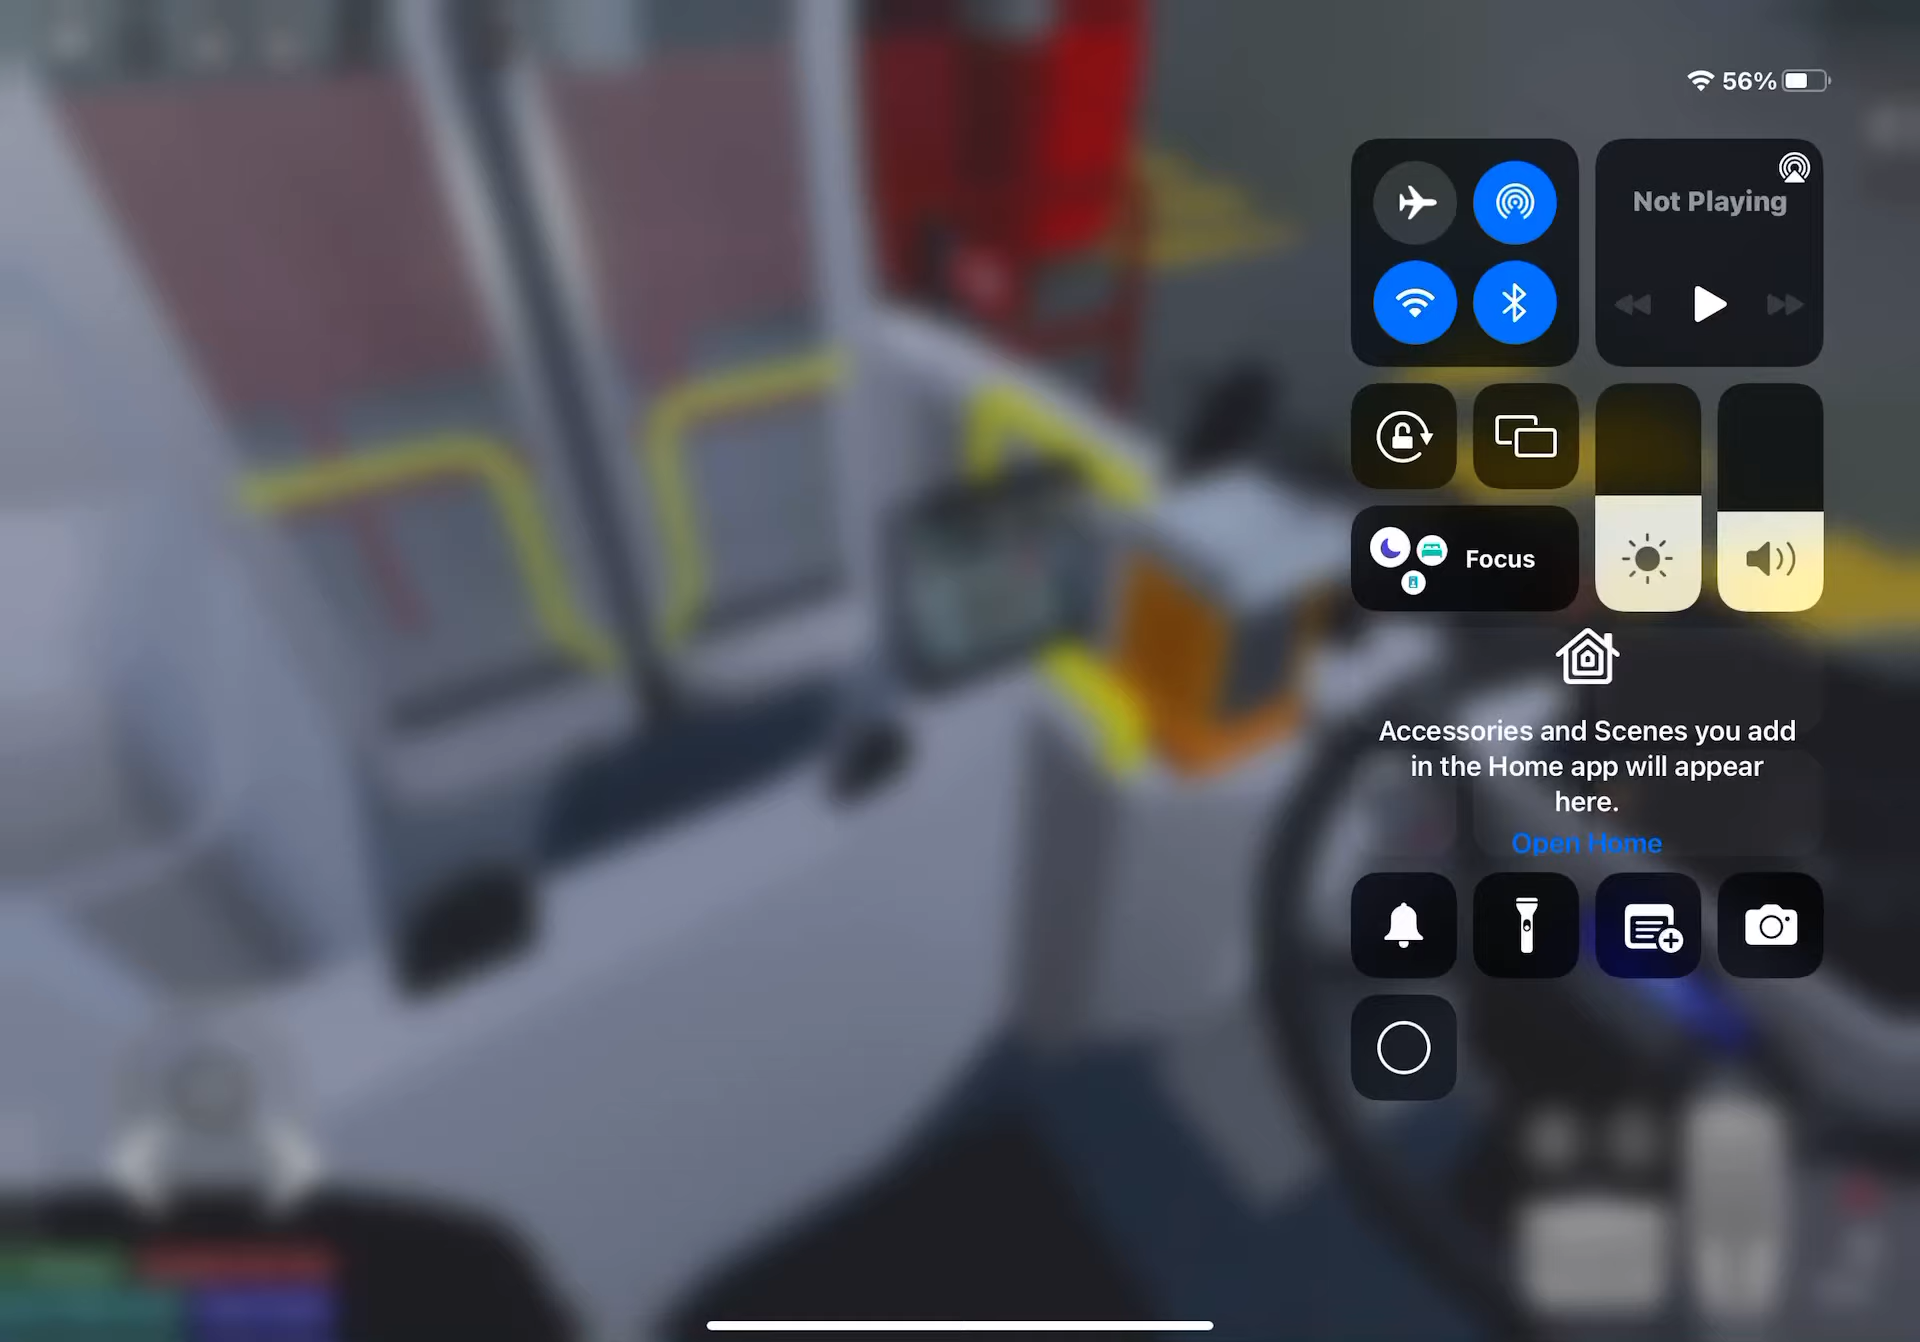 56%
Not Playing
Focus
Accessories and Scenes you add
in the Home app will appear
here.
Open Home